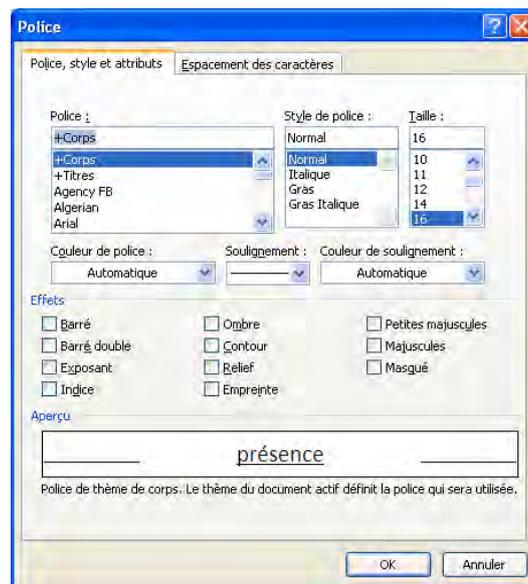 Police
Police, style et attributs Espacement des caractères
Police : Style de police : Taille :
+Corps Normal 16
+Corps Normal 10
+Titres Italique 11
Agency FB Gras 12
Algerian Gras Italique 14
Arial 16
Couleur de police : Soulignement : Couleur de soulignement :
Automatique Automatique
Effets
Barré Ombre Petites majuscules
Barré double Contour Majuscules
Exposant Relief Masqué
Indice Empreinte
Aperçu
présence
Police de thème de corps. Le thème du document actif définit la police qui sera utilisée.
OK Annuler